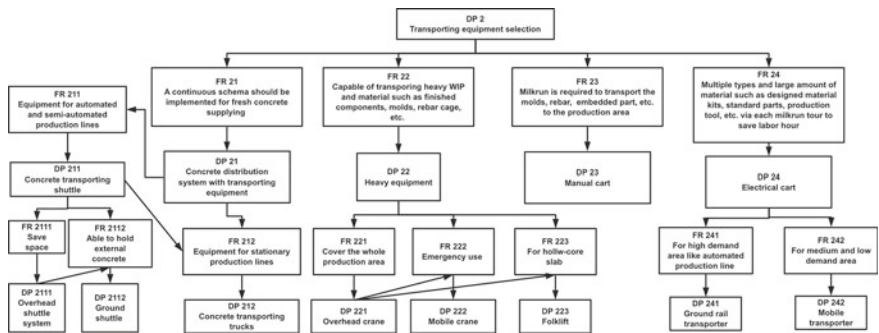 DP 2
Transporting equipment selection
FR 211
Equipment for automated
and semi-automated
production lines
FR 21
A continuous schema should be
implemented for fresh concrete
supplying
FR 22
Capable of transporing heavy WIP
and material such as finished
components, molds, rebar cage,
etc.
FR 23
Milkrun is required to transport the
molds, rebar, embedded part, etc.
to the production area
FR 24
Multiple types and large amount of
material such as designed material
kits, standard parts, production
tool, etc. via each milkrun tour to
save labor hour
DP 211
Concrete transporting
shuttle
DP 21
Concrete distribution
system with transporting
equipment
DP 22
Heavy equipment
DP 23
Manual cart
DP 24
Electrical cart
FR 2111
Save
space
FR 2112
Able to hold
external
concrete
FR 212
Equipment for stationary
production lines
FR 221
Cover the whole
production area
FR 222
Emergency use
FR 223
For hollw-core
slab
FR 241
For high demand
area like automated
production line
FR 242
For medium and low
demand area
DP 2111
Overhead
shuttle
system
DP 2112
Ground
shuttle
DP 212
Concrete transporting
trucks
DP 221
Overhead crane
DP 222
Mobile crane
DP 223
Folklift
DP 241
Ground rail
transporter
DP 242
Mobile
transporter